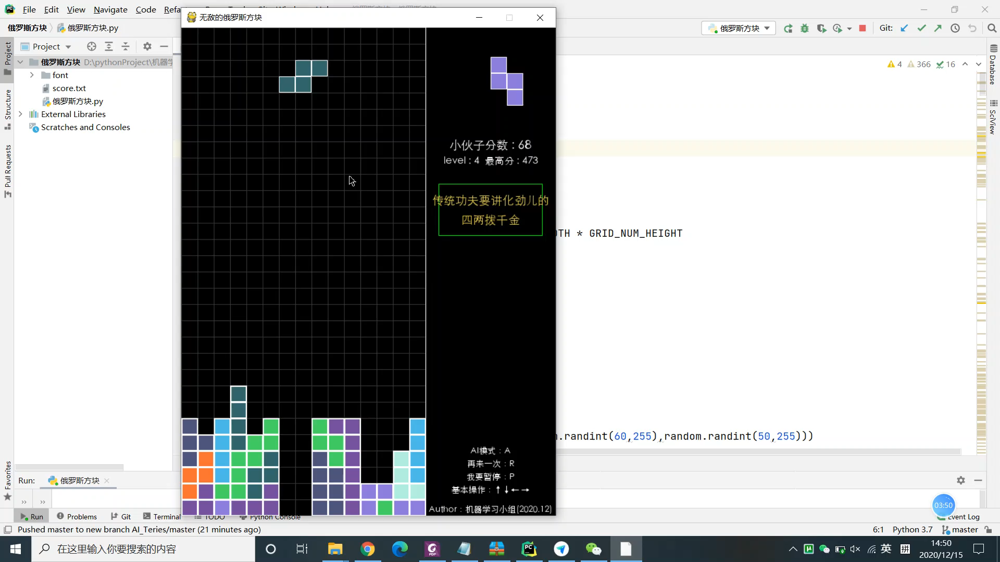 File Edit View Navigate Code Refa
无敌的俄罗斯方块
俄罗斯方块 俄罗斯方块.py
俄罗斯方块 Git:
Project
俄罗斯方块 D:\pythonProject\机器学
font
score.txt
俄罗斯方块.py
External Libraries
Scratches and Consoles
Project
Structure
Pull Requests
Favorites
Database
SciView
4 366 16
小伙子分数 : 68
level : 4 最高分 : 473
传统功夫要讲化劲儿的
四两拨千金
TH * GRID_NUM_HEIGHT
.randint(60,255),random.randint(50,255)))
AI模式 : A
再来一次 : R
我要暂停 : P
基本操作 : ↑↓←→
Author : 机器学习小组(2020.12)
Run: 俄罗斯方块
03:50
Run Problems Git Terminal TODO Python Console Event Log
Pushed master to new branch AI_Teries/master (21 minutes ago)
6:1 Python 3.7 master
在这里输入你要搜索的内容
PDF
PC
英 拼
14:50
2020/12/15